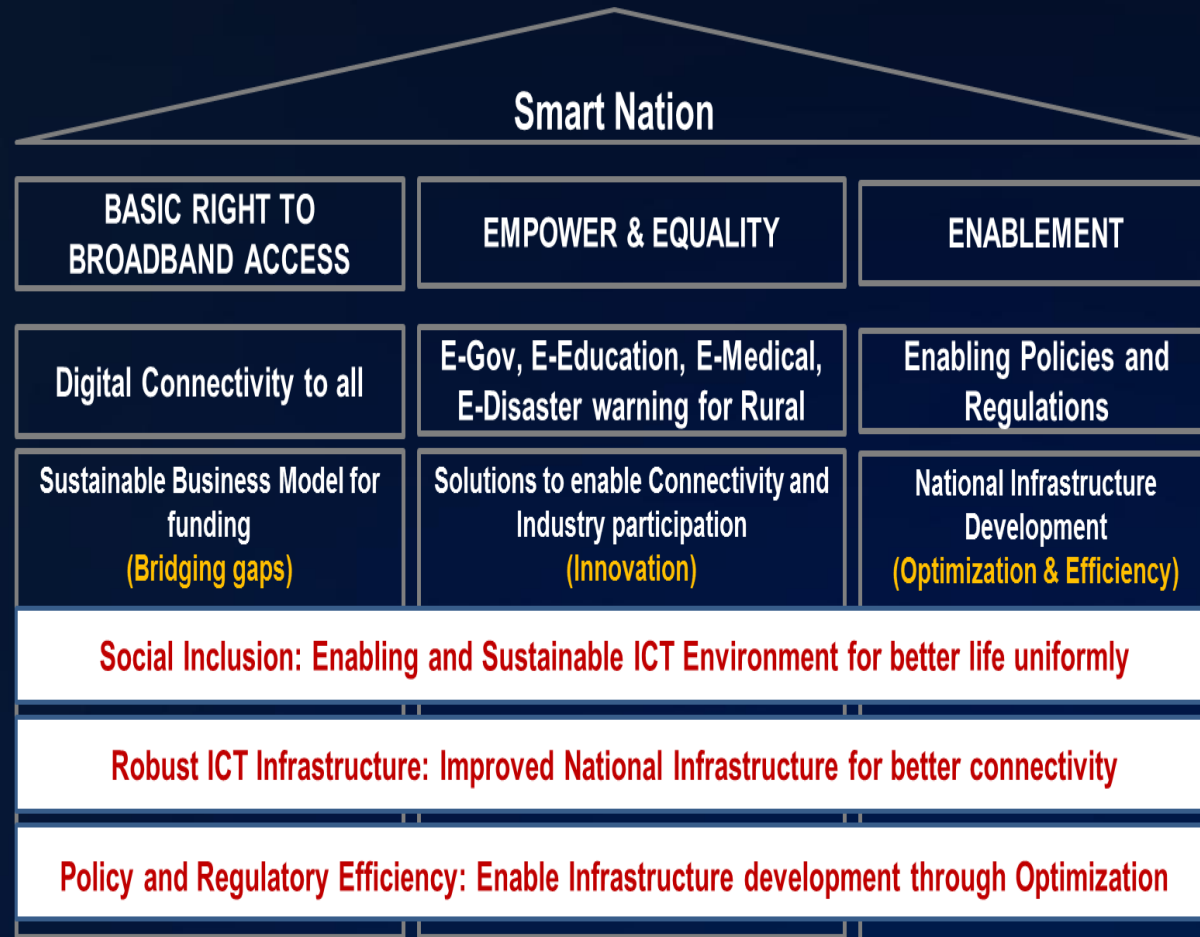 Smart Nation
BASIC RIGHT TO
BROADBAND ACCESS
EMPOWER & EQUALITY
ENABLEMENT
Digital Connectivity to all
E-Gov, E-Education, E-Medical,
E-Disaster warning for Rural
Enabling Policies and
Regulations
Sustainable Business Model for
funding
(Bridging gaps)
Solutions to enable Connectivity and
Industry participation
(Innovation)
National Infrastructure
Development
(Optimization & Efficiency)
Social Inclusion: Enabling and Sustainable ICT Environment for better life uniformly
Robust ICT Infrastructure: Improved National Infrastructure for better connectivity
Policy and Regulatory Efficiency: Enable Infrastructure development through Optimization